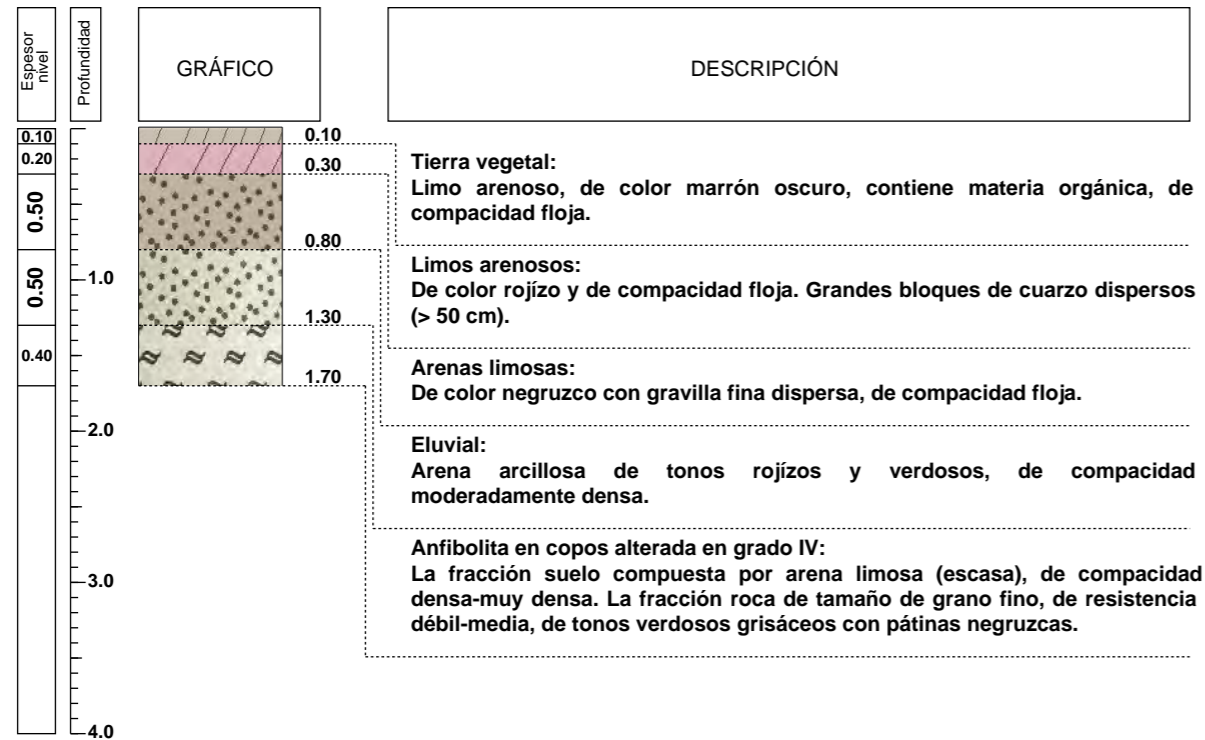 Espesor
nivel
Profundidad
GRÁFICO
DESCRIPCIÓN
0.10
0.20
0.50
0.50
0.40
1.0
2.0
3.0
4.0
0.10
0.30
0.80
1.30
1.70
Tierra vegetal:
Limo arenoso, de color marrón oscuro, contiene materia orgánica, de
compacidad floja.
Limos arenosos:
De color rojízo y de compacidad floja. Grandes bloques de cuarzo dispersos
(> 50 cm).
Arenas limosas:
De color negruzco con gravilla fina dispersa, de compacidad floja.
Eluvial:
Arena arcillosa de tonos rojízos y verdosos, de compacidad
moderadamente densa.
Anfibolita en copos alterada en grado IV:
La fracción suelo compuesta por arena limosa (escasa), de compacidad
densa-muy densa. La fracción roca de tamaño de grano fino, de resistencia
débil-media, de tonos verdosos grisáceos con pátinas negruzcas.